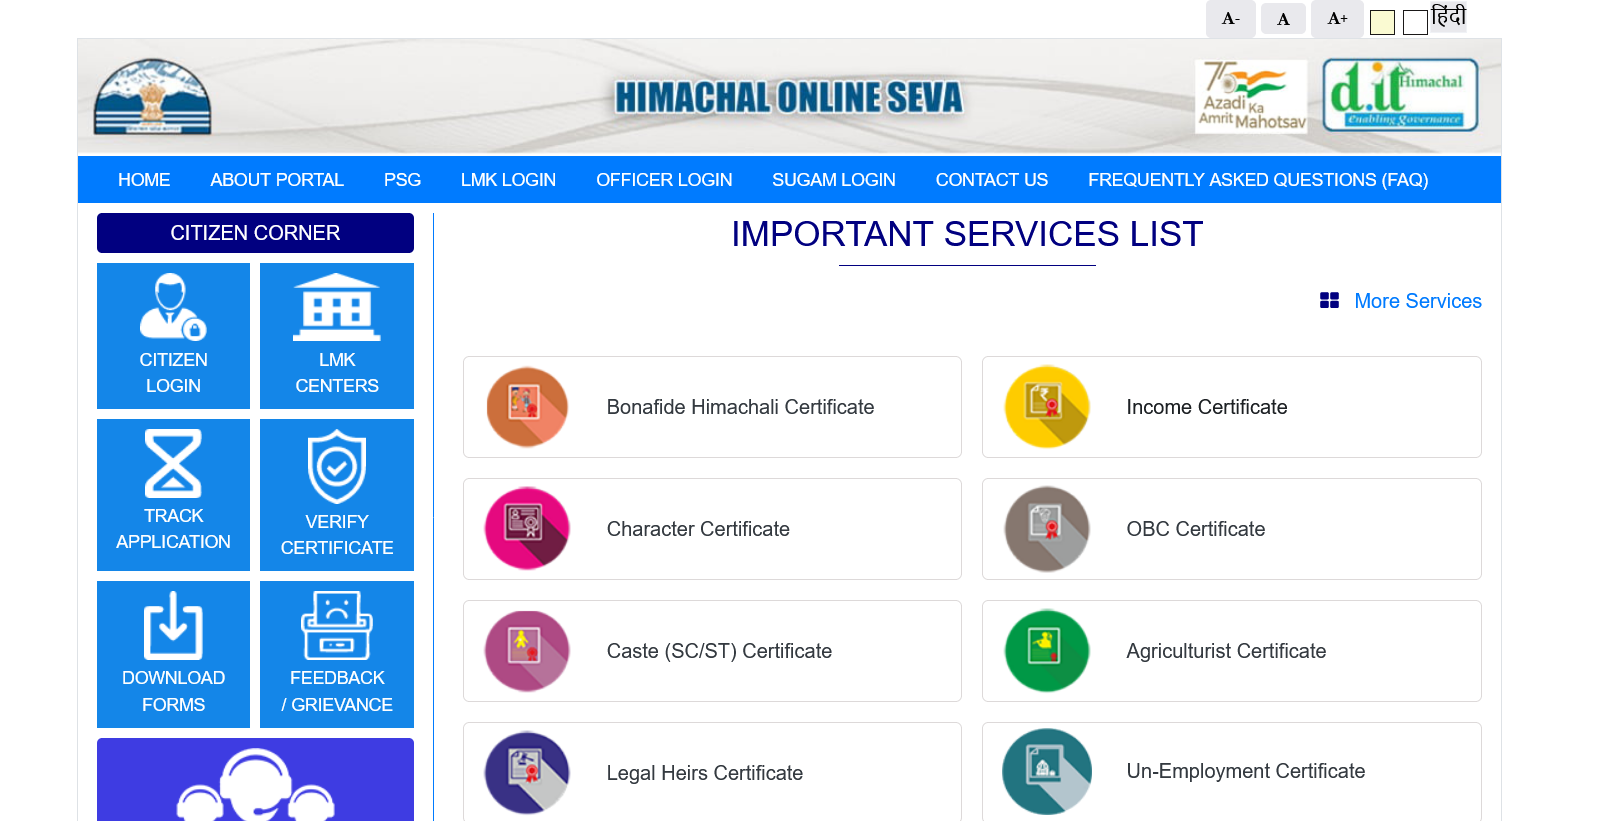 A- A A+ हिंदी
HIMACHAL ONLINE SEVA
75
Azadi Ka
Amrit Mahotsav
d.it Himachal
enabling governance
HOME ABOUT PORTAL PSG LMK LOGIN OFFICER LOGIN SUGAM LOGIN CONTACT US FREQUENTLY ASKED QUESTIONS (FAQ)
CITIZEN CORNER
CITIZEN
LOGIN
LMK
CENTERS
TRACK
APPLICATION
VERIFY
CERTIFICATE
DOWNLOAD
FORMS
FEEDBACK
/ GRIEVANCE
IMPORTANT SERVICES LIST
More Services
Bonafide Himachali Certificate
Income Certificate
Character Certificate
OBC Certificate
Caste (SC/ST) Certificate
Agriculturist Certificate
Legal Heirs Certificate
Un-Employment Certificate